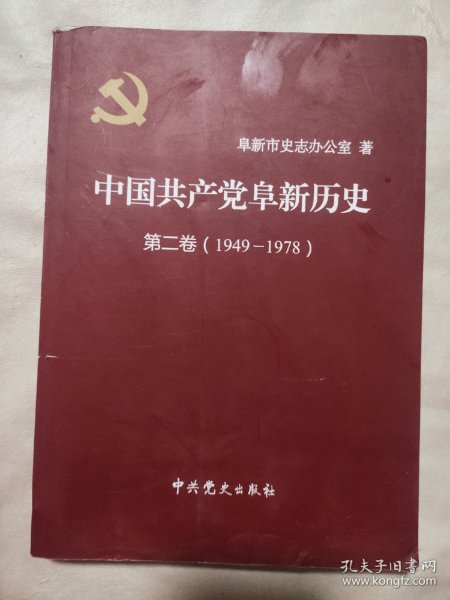 阜新市史志办公室 著
中国共产党阜新历史
第二卷(1949-1978)
中共党史出版社
孔夫子旧书网
www.kongfz.com